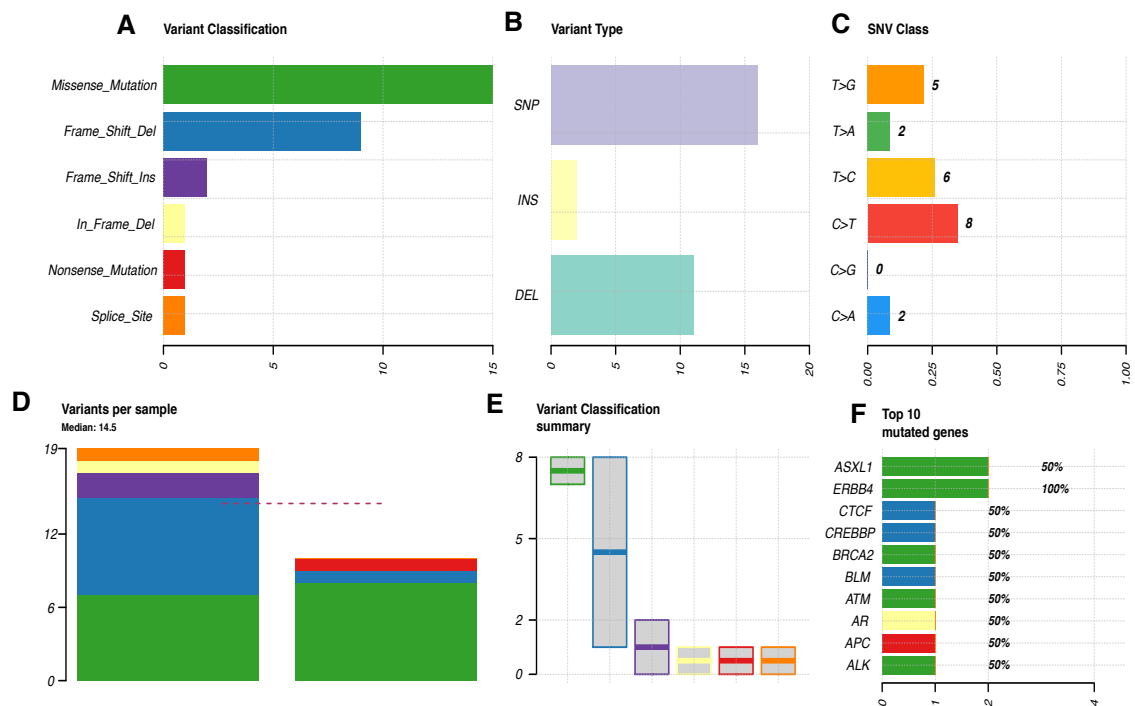 A
Variant Classification
Missense_Mutation
Frame_Shift_Del
Frame_Shift_Ins
In_Frame_Del
Nonsense_Mutation
Splice_Site
0
5
10
15
B
Variant Type
SNP
INS
DEL
0
5
10
15
20
C
SNV Class
T>G
5
T>A
2
T>C
6
C>T
8
C>G
0
C>A
2
0.00
0.25
0.50
0.75
1.00
D
Variants per sample
Median: 14.5
19
12
6
0
E
Variant Classification
summary
8
5
2
0
F
Top 10
mutated genes
ASXL1 50%
ERBB4 100%
CTCF 50%
CREBBP 50%
BRCA2 50%
BLM 50%
ATM 50%
AR 50%
APC 50%
ALK 50%
0
1
2
4